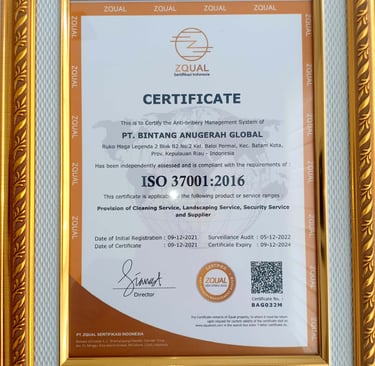 ZQUAL
Sertifikasi Indonesia
CERTIFICATE
This is to Certify the Anti-bribery Management System of
PT. BINTANG ANUGERAH GLOBAL
Ruko Mega Legenda 2 Blok B2 No.2 Kel. Baloi Permai, Kec. Batam Kota,
Prov. Kepulauan Riau - Indonesia
Has been independently assessed and is compliant with the requirements of :
ISO 37001:2016
This certificate is applicable to the following product or service ranges :
Provision of Cleaning Service, Landscaping Service, Security Service
and Supplier
Date of Initial Registration : 09-12-2021 Surveillance Audit : 05-12-2022
Date of Certificate : 09-12-2021 Certificate Expiry : 09-12-2024
Director
ZQUAL
Certificate No.:
BAG032M
PT. ZQUAL SERTIFIKASI INDONESIA